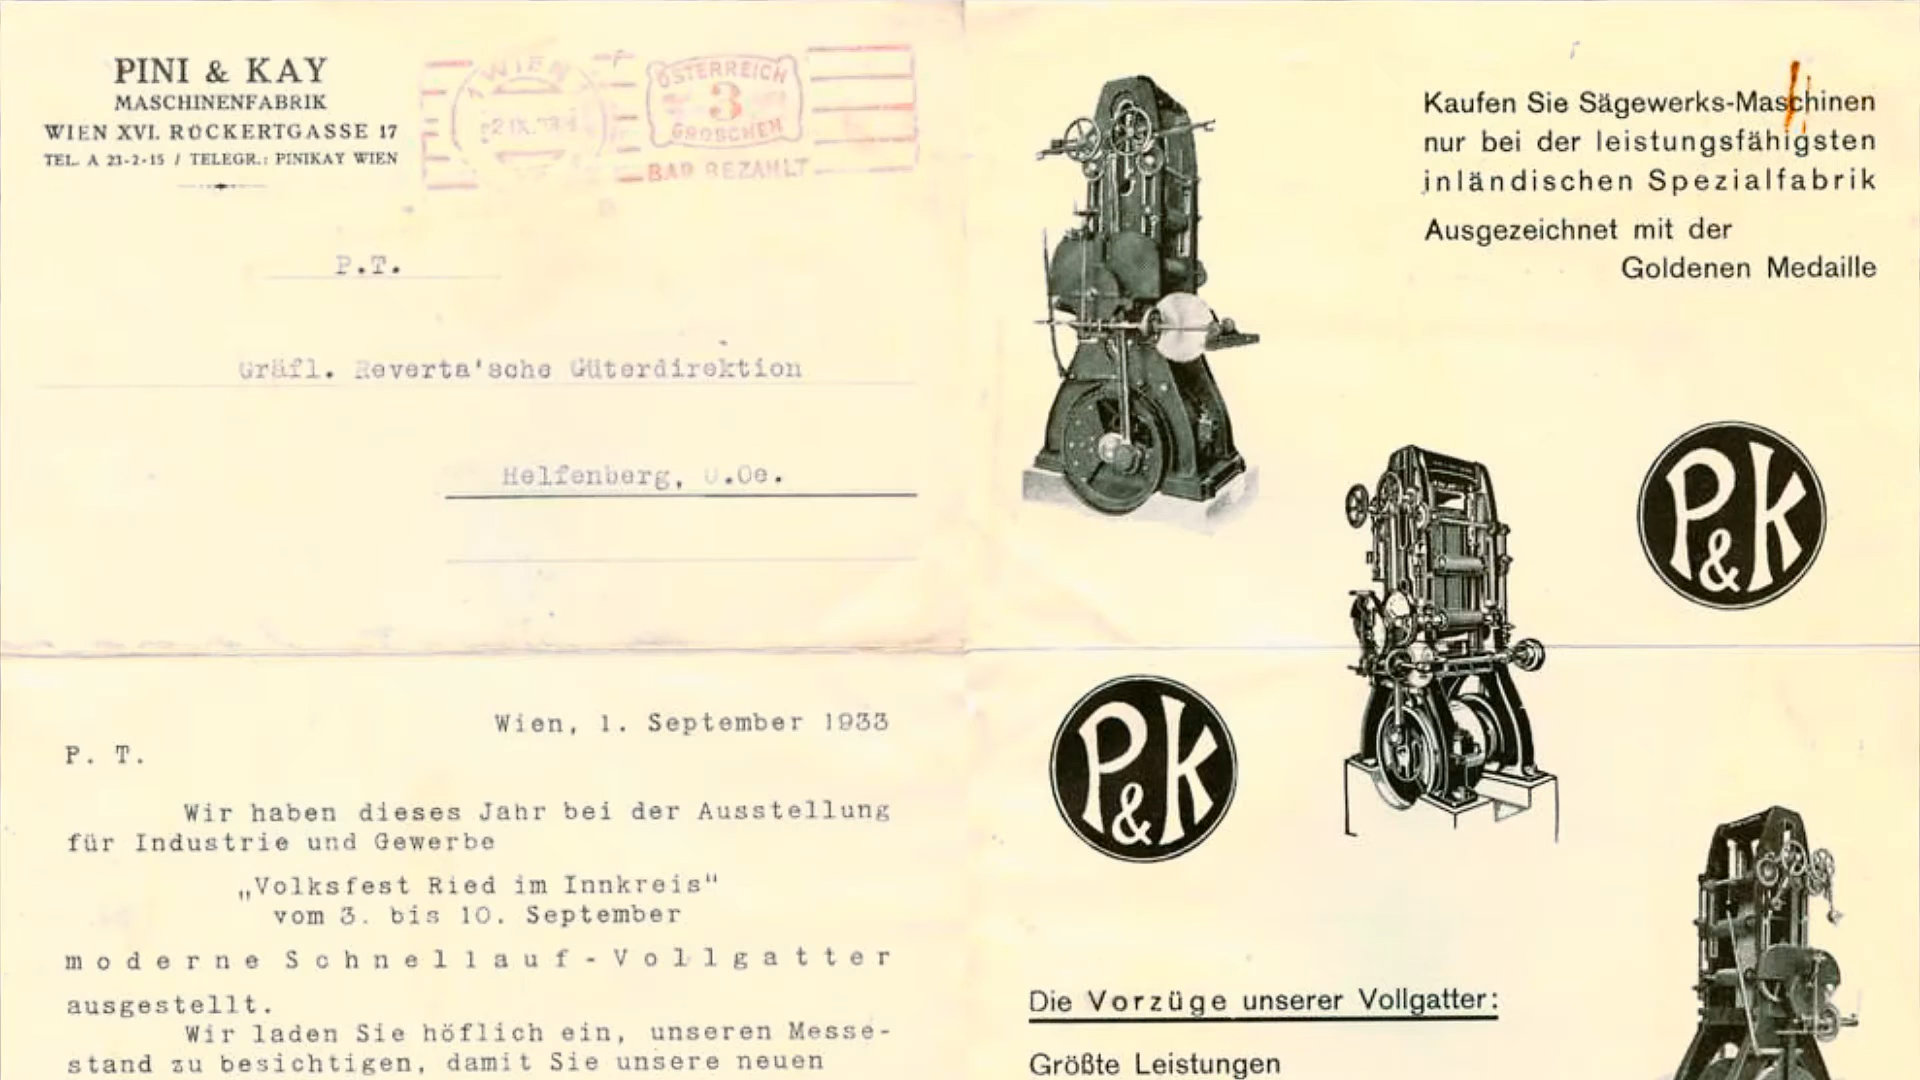 PINI & KAY
MASCHINENFABRIK
WIEN XVI. ROCKERTGASSE 17
TEL. A 23-2-15 / TELEGR.: PINIKAY WIEN
WIEN
ÖSTERREICH
3
GROSCHEN
BAR BEZAHLT
P.T.
Gräfl. Reverta'sche Güterdirektion
Helfenberg, O.Oe.
Wien, 1. September 1933
P. T.
Wir haben dieses Jahr bei der Ausstellung
für Industrie und Gewerbe
„Volksfest Ried im Innkreis"
vom 3. bis 10. September
moderne Schnellauf-Vollgatter
ausgestellt.
Wir laden Sie höflich ein, unseren Messe-
stand zu besichtigen, damit Sie unsere neuen
Kaufen Sie Sägewerks-Maschinen
nur bei der leistungsfähigsten
inländischen Spezialfabrik
Ausgezeichnet mit der
Goldenen Medaille
P&K
P&K
Die Vorzüge unserer Vollgatter:
Größte Leistungen